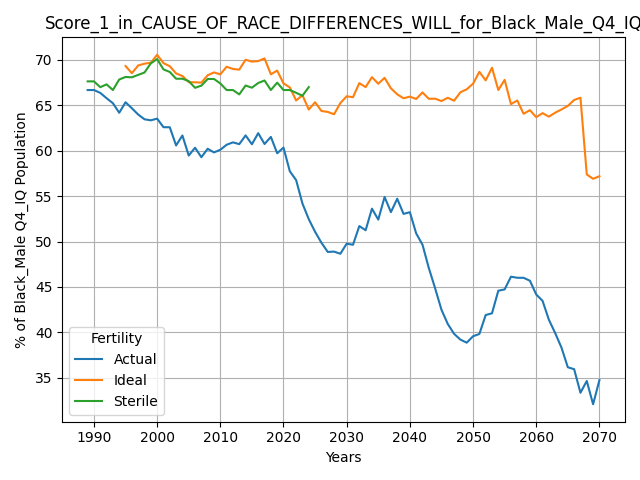 Score_1_in_CAUSE_OF_RACE_DIFFERENCES_WILL_for_Black_Male_Q4_IQ
% of Black_Male Q4_IQ Population
70
65
60
55
50
45
40
35
Fertility
Actual
Ideal
Sterile
1990 2000 2010 2020 2030 2040 2050 2060 2070
Years